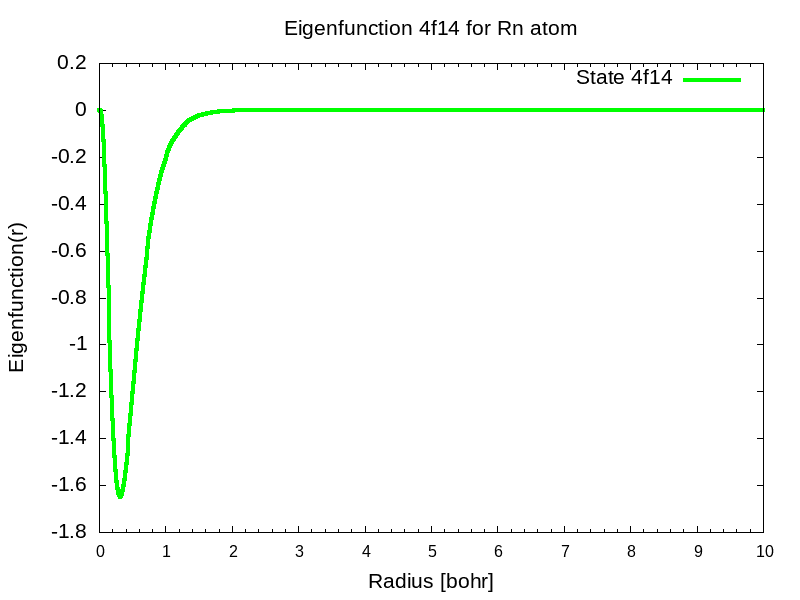 Eigenfunction 4f14 for Rn atom
State 4f14
0.2
0
-0.2
-0.4
-0.6
-0.8
-1
-1.2
-1.4
-1.6
-1.8
Eigenfunction(r)
0 1 2 3 4 5 6 7 8 9 10
Radius [bohr]